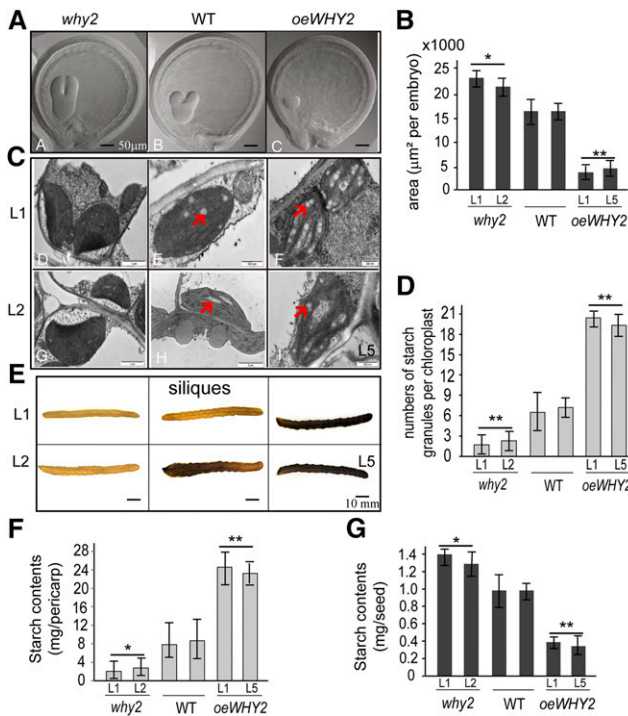 why2 WT oeWHY2
A
A 50μm B C
B
x1000
area (μm² per embryo)
25
20
15
10
5
0
* **
L1 L2 L1 L5
why2 WT oeWHY2
C
L1 D E F
L2 G H L5
D
numbers of starch
granules per chloroplast
21
18
15
12
9
6
3
0
** **
L1 L2 L1 L5
why2 WT oeWHY2
E siliques
L1
L2 L5
10 mm
F
Starch contents
(mg/pericarp)
28
24
20
16
12
8
4
0
* **
L1 L2 L1 L5
why2 WT oeWHY2
G
Starch contents
(mg/seed)
1.4
1.2
1.0
0.8
0.6
0.4
0.2
0
* **
L1 L2 L1 L5
why2 WT oeWHY2